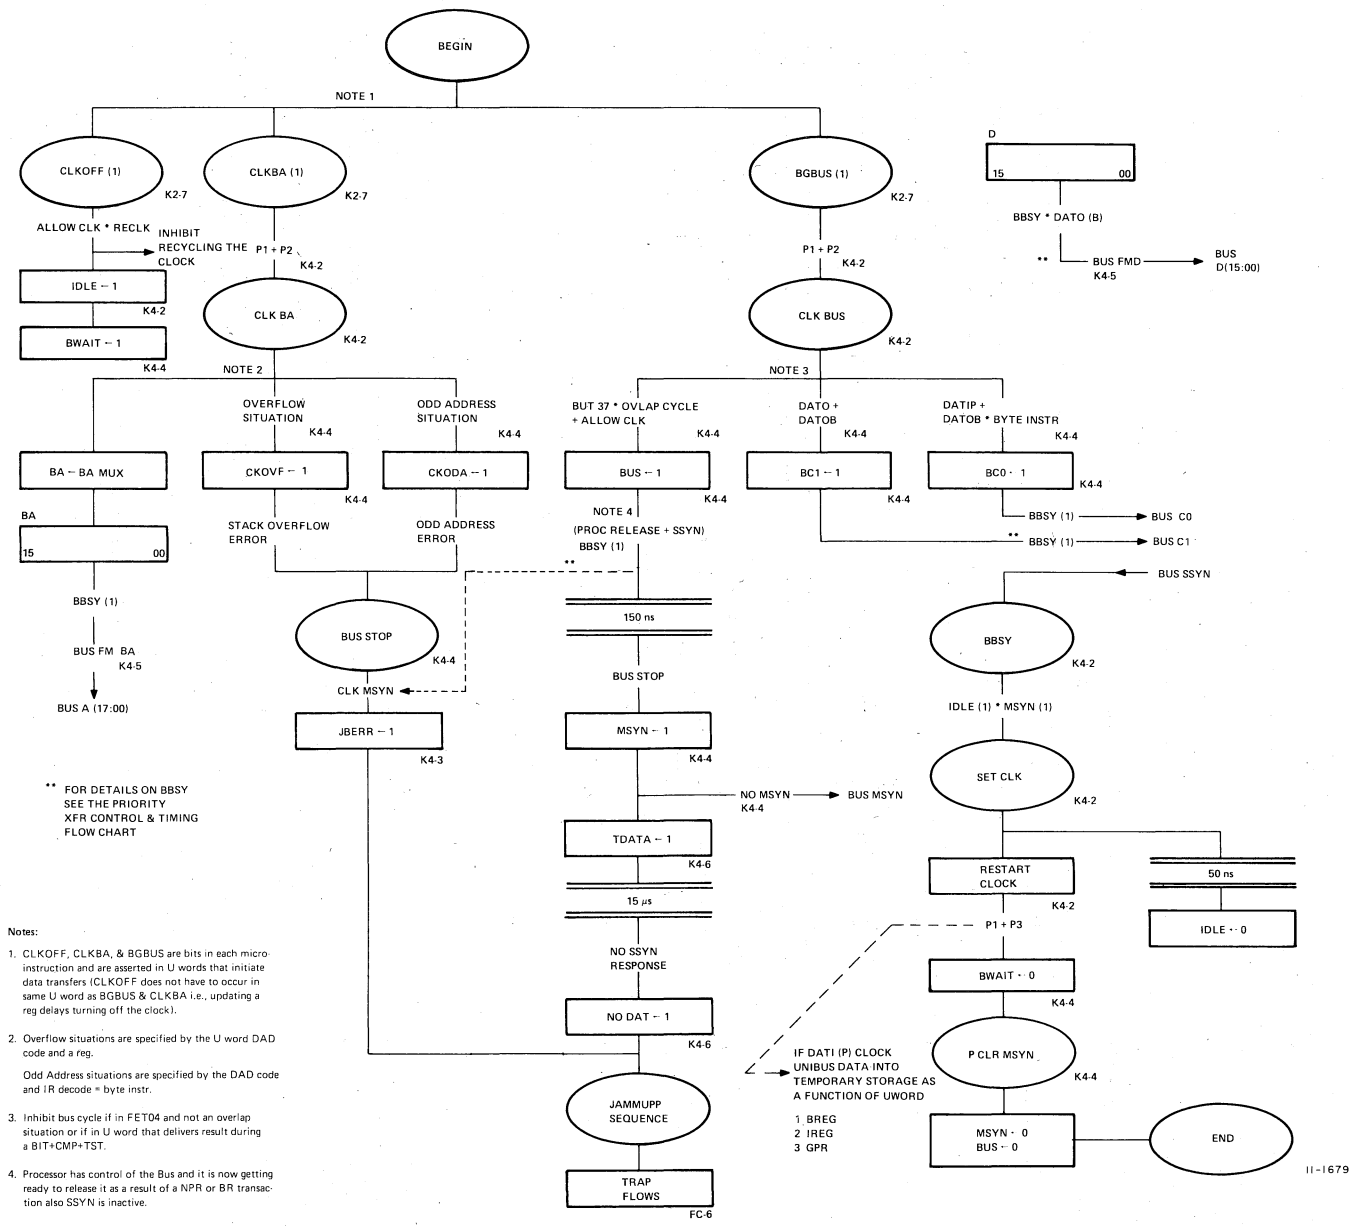 BEGIN
NOTE 1
CLKOFF (1)
K2-7
CLKBA (1)
K2-7
BGBUS (1)
K2-7
D
15 00
ALLOW CLK * RECLK
INHIBIT
RECYCLING THE
CLOCK
P1 + P2
K4-2
P1 + P2
K4-2
BBSY * DATO (B)
** BUS FMD
K4-5
BUS
D(15:00)
IDLE ← 1
K4-2
BWAIT ← 1
K4-4
CLK BA
K4-2
CLK BUS
K4-2
NOTE 2
NOTE 3
OVERFLOW
SITUATION
K4-4
ODD ADDRESS
SITUATION
K4-4
BUT 37 * OVLAP CYCLE
+ ALLOW CLK
K4-4
DATO +
DATOB
K4-4
DATIP +
DATOB * BYTE INSTR
K4-4
BA ← BA MUX
CKOVF ← 1
K4-4
CKODA ← 1
BUS ← 1
K4-4
BC1 ← 1
K4-4
BC0 ← 1
K4-4
BA
15 00
STACK OVERFLOW
ERROR
ODD ADDRESS
ERROR
NOTE 4
(PROC RELEASE + SSYN)
BBSY (1)
**
BBSY (1)
BUS C0
**
BBSY (1)
BUS C1
BUS SSYN
BBSY (1)
BUS FM BA
K4-5
BUS A (17:00)
BUS STOP
K4-4
CLK MSYN
JBERR ← 1
K4-3
150 ns
BUS STOP
MSYN ← 1
K4-4
NO MSYN
K4-4
BUS MSYN
BBSY
K4-2
IDLE (1) * MSYN (1)
SET CLK
K4-2
** FOR DETAILS ON BBSY
SEE THE PRIORITY
XFR CONTROL & TIMING
FLOW CHART
TDATA ← 1
K4-6
15 μs
NO SSYN
RESPONSE
NO DAT ← 1
K4-6
RESTART
CLOCK
K4-2
50 ns
IDLE ← 0
P1 + P3
BWAIT ← 0
K4-4
P CLR MSYN
K4-4
IF DATI (P) CLOCK
UNIBUS DATA INTO
TEMPORARY STORAGE AS
A FUNCTION OF UWORD
1 BREG
2 IREG
3 GPR
MSYN ← 0
BUS ← 0
END
JAMMUPP
SEQUENCE
TRAP
FLOWS
FC-6
Notes:
1. CLKOFF, CLKBA, & BGBUS are bits in each micro-
instruction and are asserted in U words that initiate
data transfers (CLKOFF does not have to occur in
same U word as BGBUS & CLKBA i.e., updating a
reg delays turning off the clock).
2. Overflow situations are specified by the U word DAD
code and a reg.
Odd Address situations are specified by the DAD code
and IR decode = byte instr.
3. Inhibit bus cycle if in FET04 and not an overlap
situation or if in U word that delivers result during
a BIT+CMP+TST.
4. Processor has control of the Bus and it is now getting
ready to release it as a result of a NPR or BR transac-
tion also SSYN is inactive.
11-1679